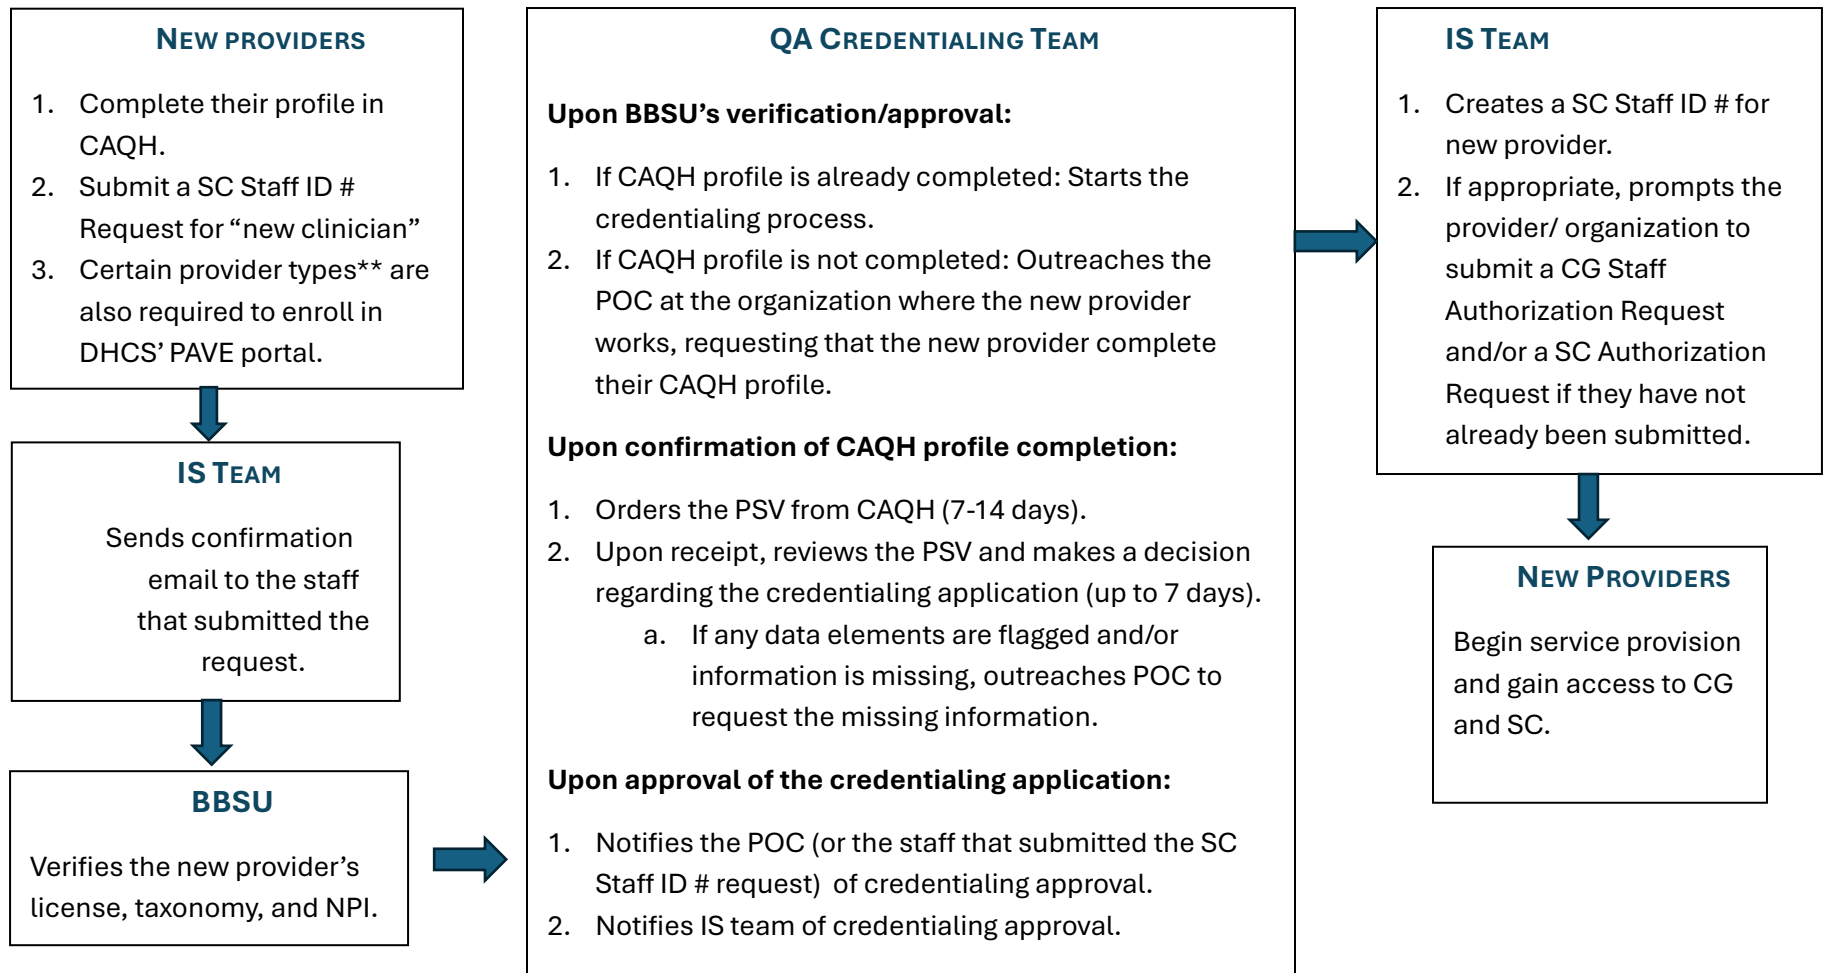 NEW PROVIDERS
1. Complete their profile in
CAQH.
2. Submit a SC Staff ID #
Request for “new clinician”
3. Certain provider types** are
also required to enroll in
DHCS’ PAVE portal.
IS TEAM
Sends confirmation
email to the staff
that submitted the
request.
BBSU
Verifies the new provider’s
license, taxonomy, and NPI.
QA CREDENTIALING TEAM
Upon BBSU’s verification/approval:
1. If CAQH profile is already completed: Starts the
credentialing process.
2. If CAQH profile is not completed: Outreaches the
POC at the organization where the new provider
works, requesting that the new provider complete
their CAQH profile.
Upon confirmation of CAQH profile completion:
1. Orders the PSV from CAQH (7-14 days).
2. Upon receipt, reviews the PSV and makes a decision
regarding the credentialing application (up to 7 days).
a. If any data elements are flagged and/or
information is missing, outreaches POC to
request the missing information.
Upon approval of the credentialing application:
1. Notifies the POC (or the staff that submitted the SC
Staff ID # request) of credentialing approval.
2. Notifies IS team of credentialing approval.
IS TEAM
1. Creates a SC Staff ID # for
new provider.
2. If appropriate, prompts the
provider/ organization to
submit a CG Staff
Authorization Request
and/or a SC Authorization
Request if they have not
already been submitted.
NEW PROVIDERS
Begin service provision
and gain access to CG
and SC.